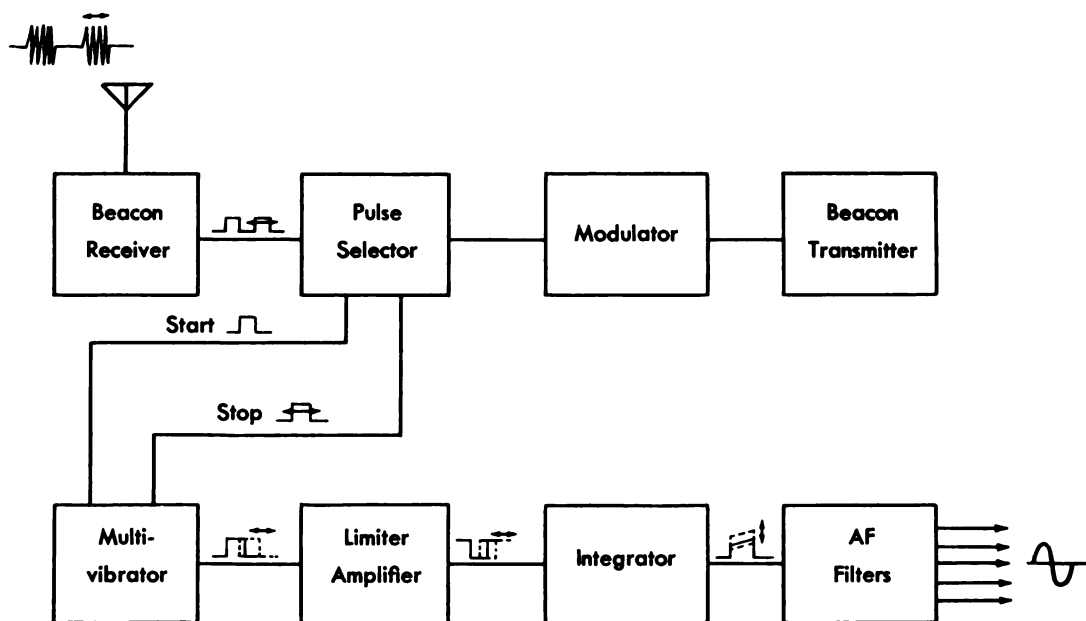 Beacon
Receiver
Pulse
Selector
Modulator
Beacon
Transmitter
Start
Stop
Multi-
vibrator
Limiter
Amplifier
Integrator
AF
Filters